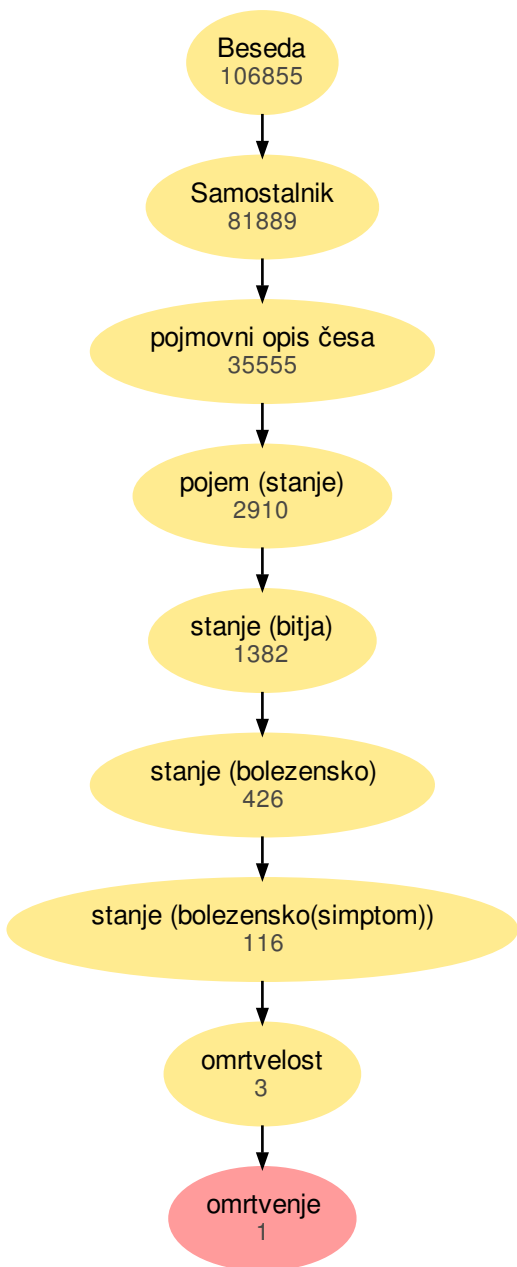 Beseda
106855
Samostalnik
81889
pojmovni opis česa
35555
pojem (stanje)
2910
stanje (bitja)
1382
stanje (bolezensko)
426
stanje (bolezensko(simptom))
116
omrtvelost
3
omrtvenje
1